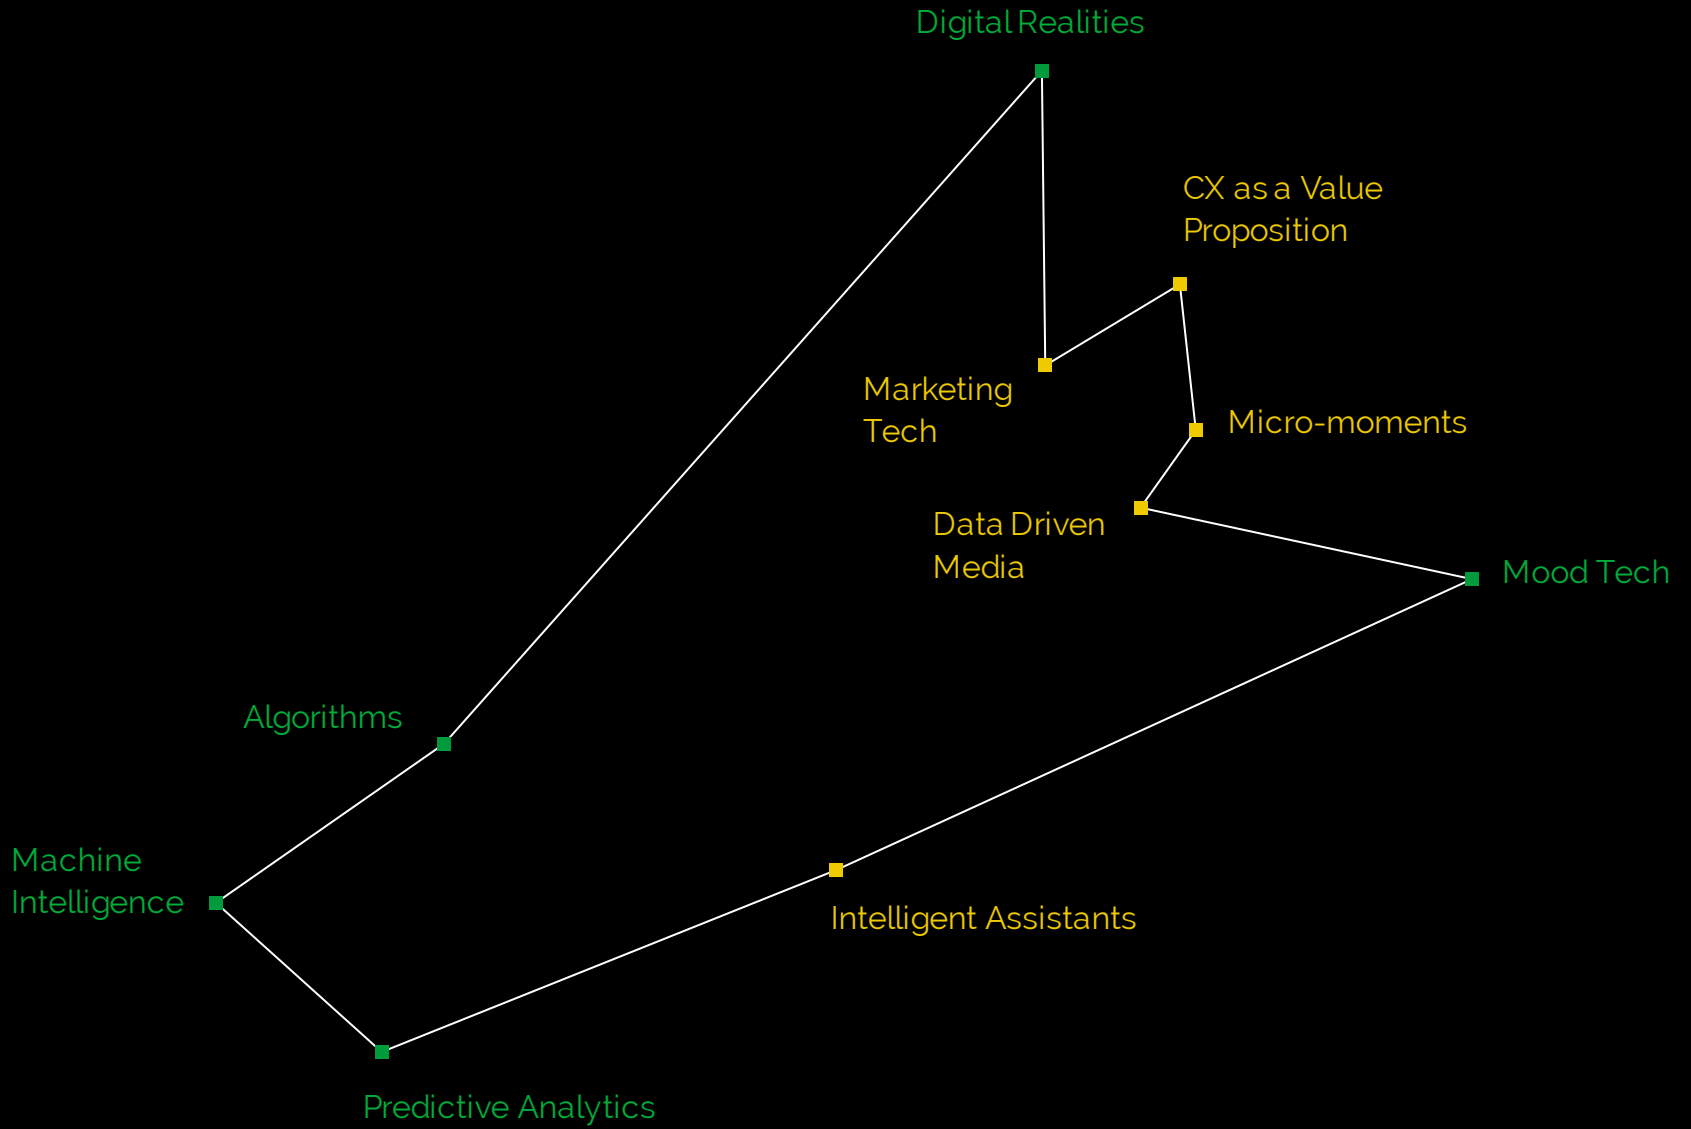 Digital Realities
CX as a Value
Proposition
Marketing
Tech
Micro-moments
Data Driven
Media
Mood Tech
Algorithms
Machine
Intelligence
Intelligent Assistants
Predictive Analytics